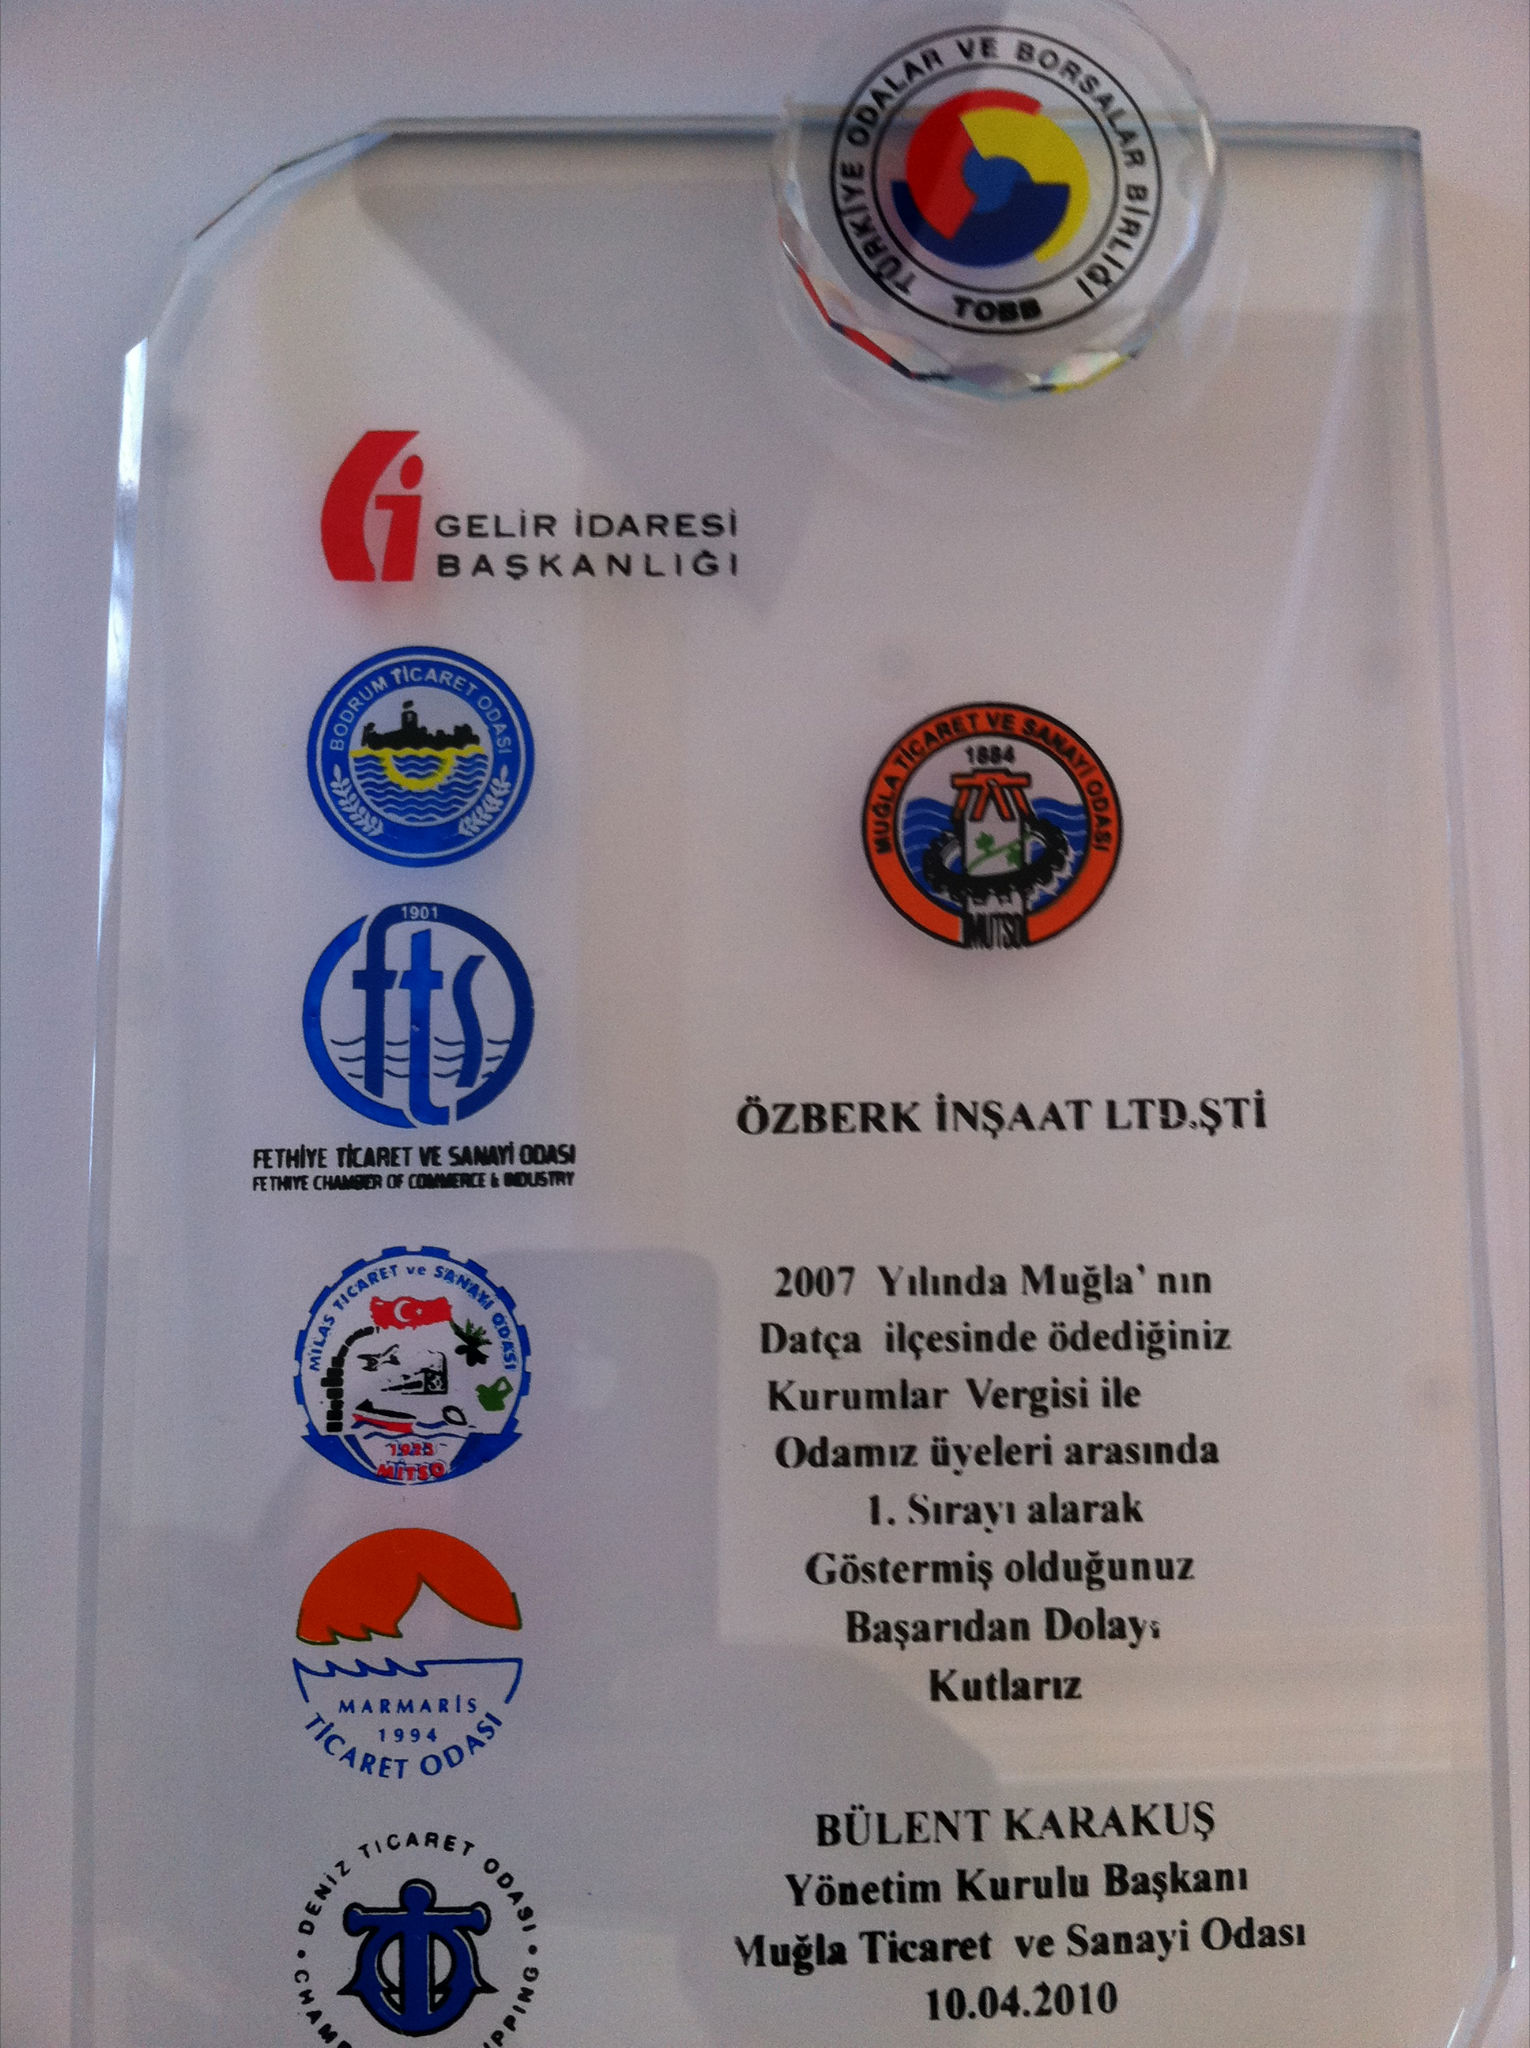 TÜRKİYE ODALAR VE BORSALAR BİRLİĞİ
TOBB
GELİR İDARESİ
BAŞKANLIĞI
BODRUM TİCARET ODASI
1901
fts
FETHİYE TİCARET VE SANAYİ ODASI
FETHIYE CHAMBER OF COMMERCE & INDUSTRY
MİLAS TİCARET ve SANAYİ ODASI
MİTSO
MARMARİS
1994
TİCARET ODASI
DENİZ TİCARET ODASI
MUĞLA TİCARET VE SANAYİ ODASI
1884
MUTSO
ÖZBERK İNŞAAT LTD.ŞTİ
2007 Yılında Muğla' nın
Datça ilçesinde ödediğiniz
Kurumlar Vergisi ile
Odamız üyeleri arasında
1. Sırayı alarak
Göstermiş olduğunuz
Başarıdan Dolayı
Kutlarız
BÜLENT KARAKUŞ
Yönetim Kurulu Başkanı
Muğla Ticaret ve Sanayi Odası
10.04.2010